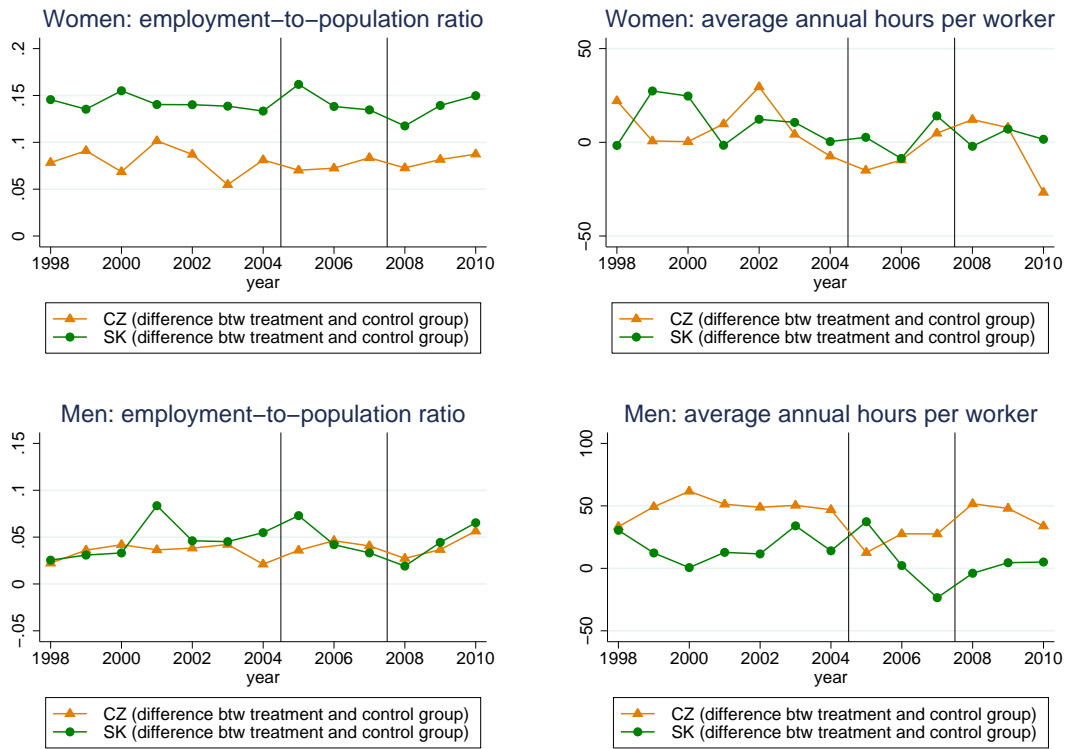 Women: employment−to−population ratio
.2
.15
.1
.05
0
1998 2000 2002 2004 2006 2008 2010
year
CZ (difference btw treatment and control group)
SK (difference btw treatment and control group)
Women: average annual hours per worker
50
0
−50
1998 2000 2002 2004 2006 2008 2010
year
CZ (difference btw treatment and control group)
SK (difference btw treatment and control group)
Men: employment−to−population ratio
.15
.1
.05
0
−.05
1998 2000 2002 2004 2006 2008 2010
year
CZ (difference btw treatment and control group)
SK (difference btw treatment and control group)
Men: average annual hours per worker
100
50
0
−50
1998 2000 2002 2004 2006 2008 2010
year
CZ (difference btw treatment and control group)
SK (difference btw treatment and control group)